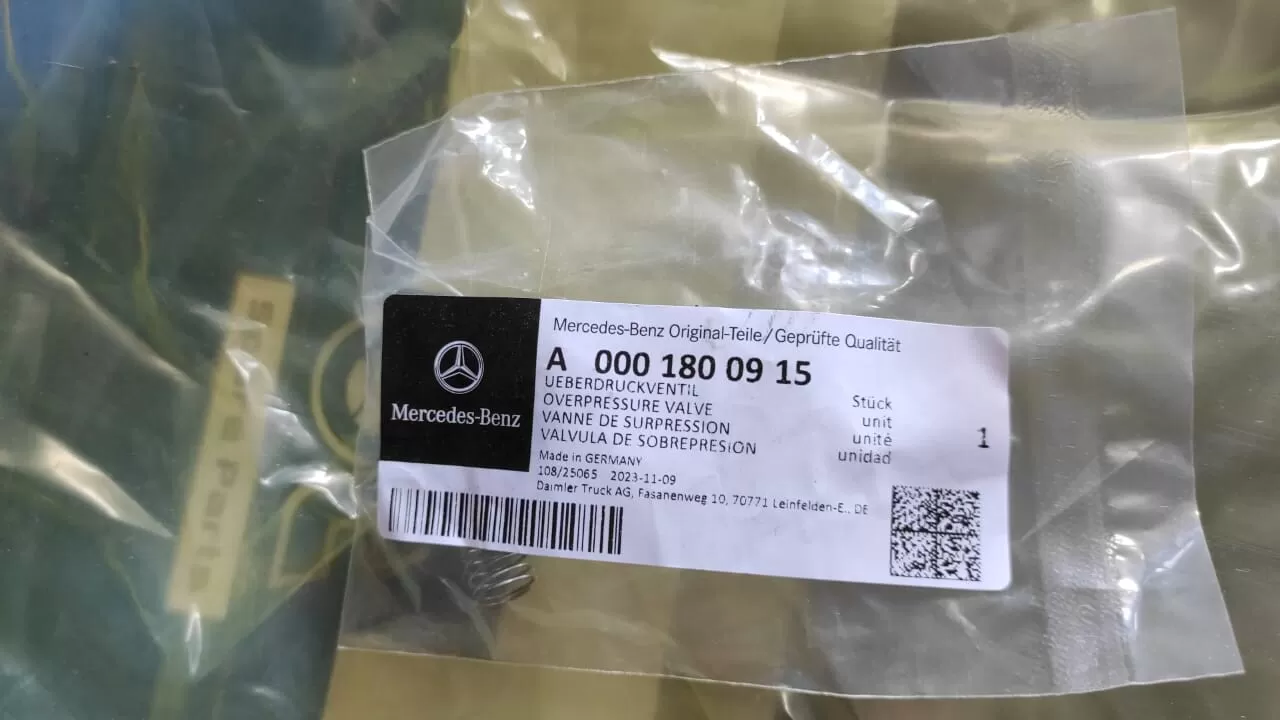 Mercedes-Benz Original-Teile/Geprüfte Qualität
A 000 180 09 15
UEBERDRUCKVENTIL
OVERPRESSURE VALVE
VANNE DE SURPRESSION
VALVULA DE SOBREPRESION
Stück
unit
unité
unidad
1
Mercedes-Benz
Made in GERMANY
108/25065 2023-11-09
Daimler Truck AG, Fasanenweg 10, 70771 Leinfelden-E., DE
Parts